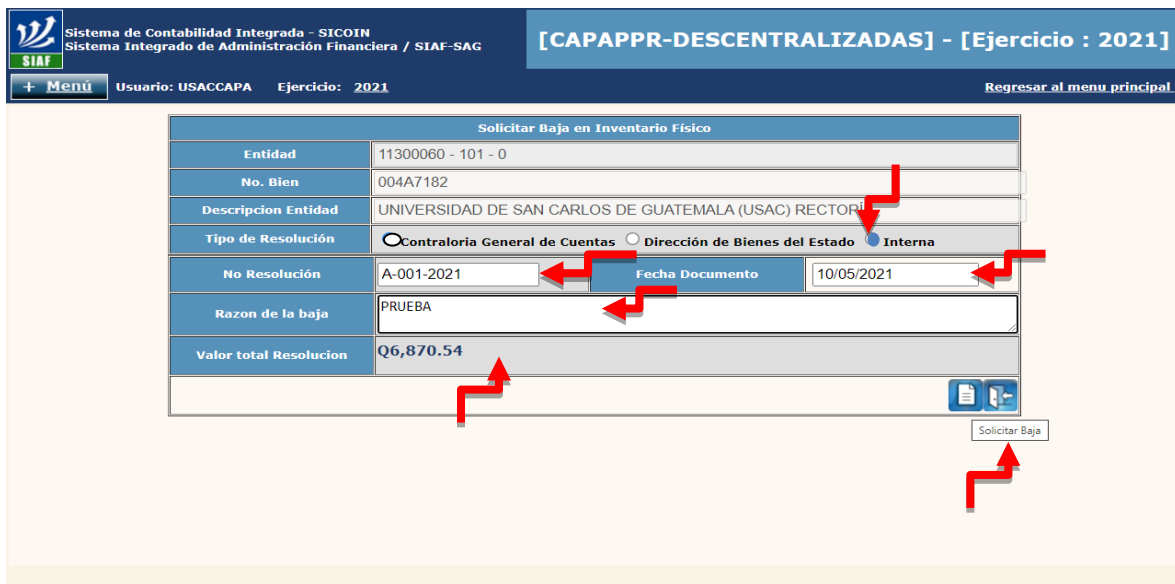 Sistema de Contabilidad Integrada - SICOIN
Sistema Integrado de Administración Financiera / SIAF-SAG
SIAF
[CAPAPPR-DESCENTRALIZADAS] - [Ejercicio : 2021]
+ Menú Usuario: USACCAPA Ejercicio: 2021 Regresar al menu principal
Solicitar Baja en Inventario Físico
Entidad 11300060 - 101 - 0
No. Bien 004A7182
Descripcion Entidad UNIVERSIDAD DE SAN CARLOS DE GUATEMALA (USAC) RECTORÍA
Tipo de Resolución Contraloria General de Cuentas Dirección de Bienes del Estado Interna
No Resolución A-001-2021 Fecha Documento 10/05/2021
Razon de la baja PRUEBA
Valor total Resolucion Q6,870.54
Solicitar Baja